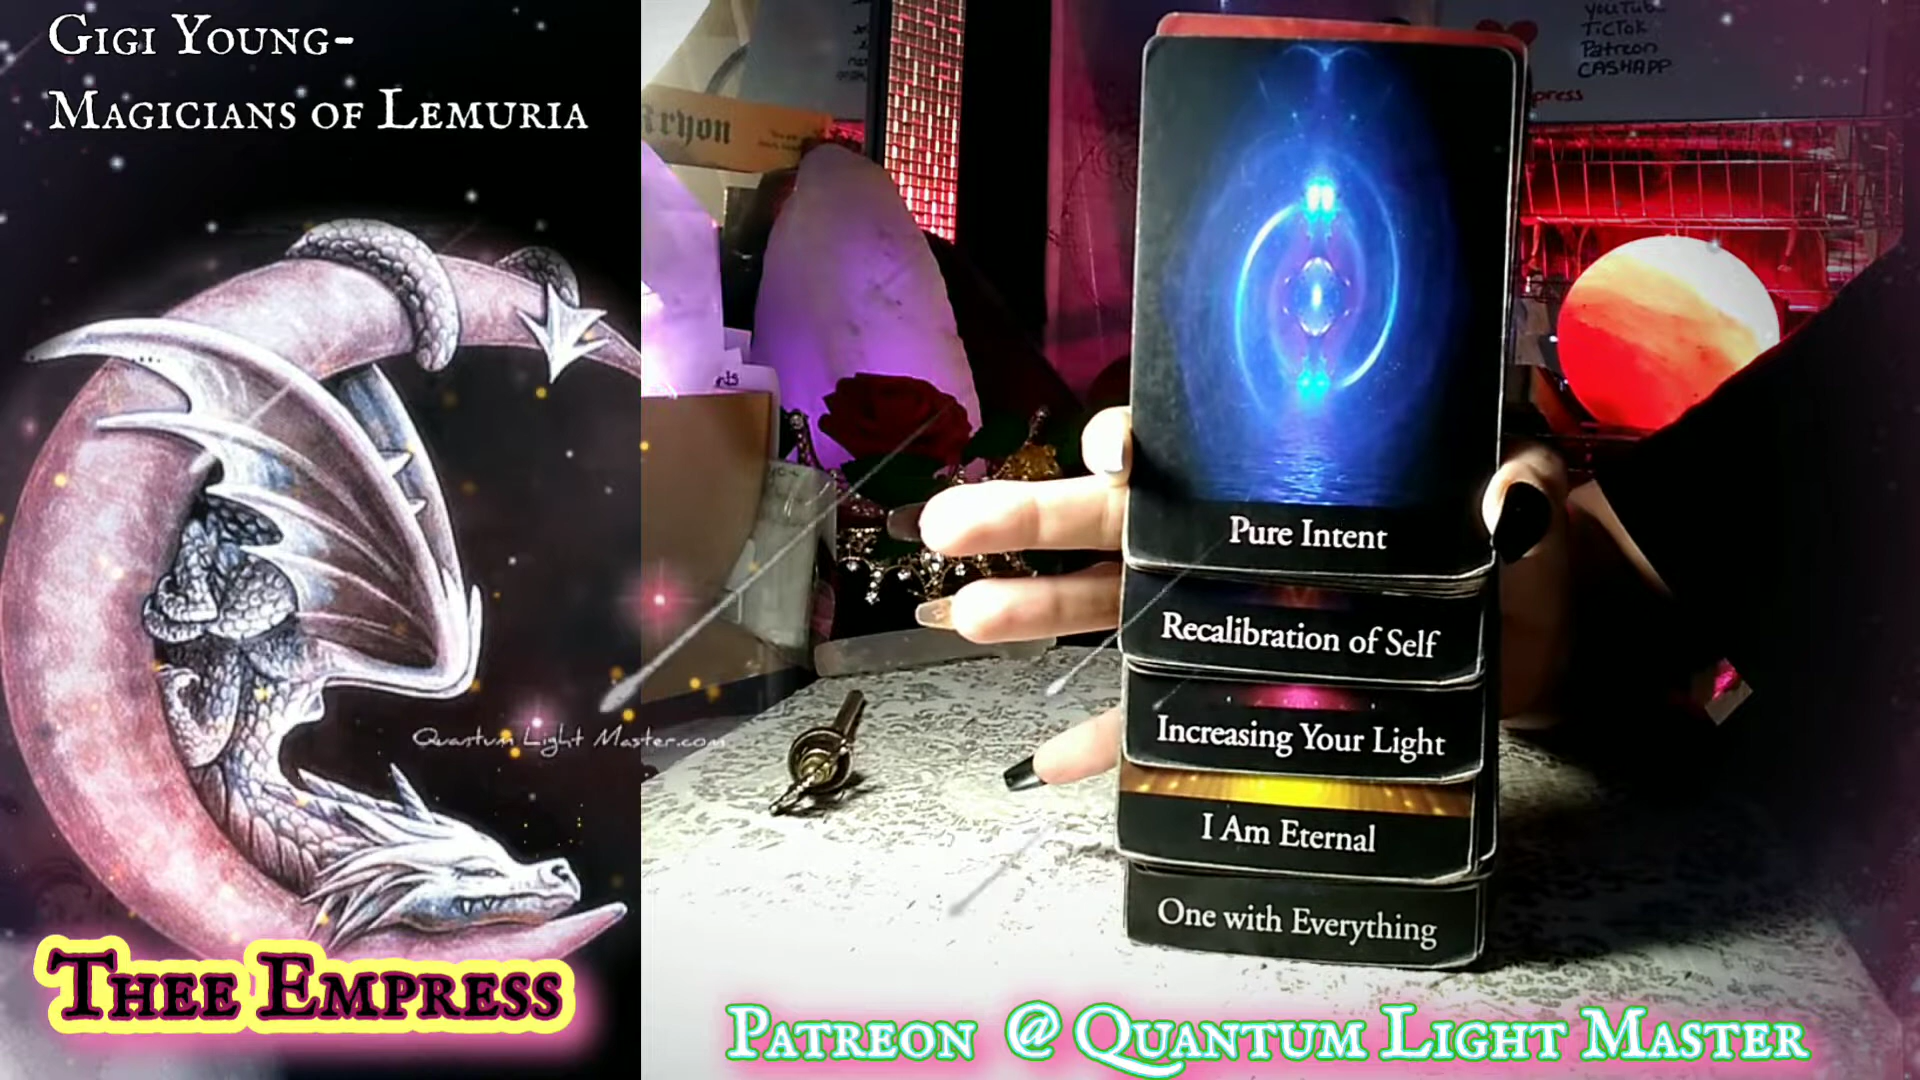 Gigi Young-
Magicians of Lemuria
Kryon
YouTube
TicTok
Patreon
CASHAPP
Pure Intent
Recalibration of Self
Increasing Your Light
I Am Eternal
One with Everything
Quantum Light Master.com
Thee Empress
Patreon @ Quantum Light Master